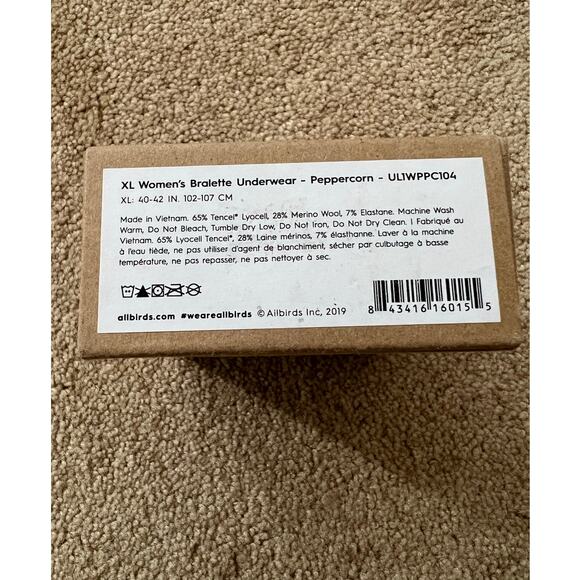 XL Women's Bralette Underwear - Peppercorn - UL1WPPC104
XL: 40-42 IN. 102-107 CM
Made in Vietnam. 65% Tencel® Lyocell, 28% Merino Wool, 7% Elastane. Machine Wash
Warm, Do Not Bleach, Tumble Dry Low, Do Not Iron, Do Not Dry Clean. I Fabriqué au
Vietnam. 65% Lyocell Tencel®, 28% Laine mérinos, 7% élasthanne. Laver à la machine
à l'eau tiède, ne pas utiliser d'agent de blanchiment, sécher par culbutage à basse
température, ne pas repasser, ne pas nettoyer à sec.
allbirds.com #weareallbirds ©Allbirds Inc, 2019
8 43416 16015 5